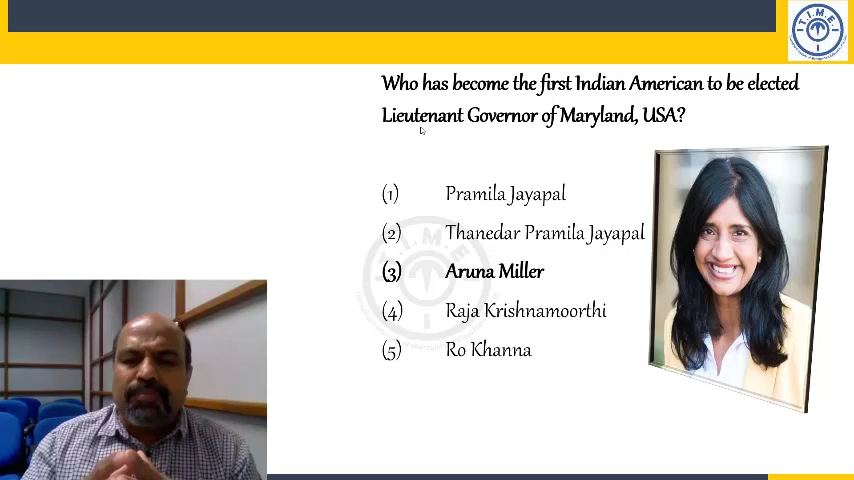 T.I.M.E.
Who has become the first Indian American to be elected
Lieutenant Governor of Maryland, USA?
(1) Pramila Jayapal
(2) Thanedar Pramila Jayapal
(3) Aruna Miller
(4) Raja Krishnamoorthi
(5) Ro Khanna
T.I.M.E.